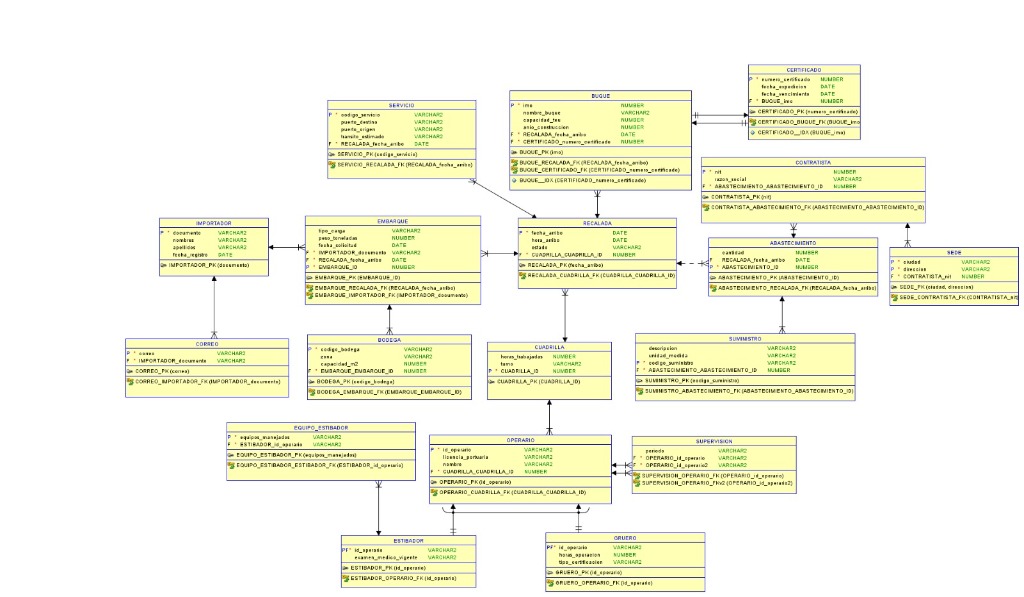 CERTIFICADO
P * numero_certificado NUMBER
fecha_expedicion DATE
fecha_vencimiento DATE
F * BUQUE_imo NUMBER
CERTIFICADO_PK (numero_certificado)
CERTIFICADO_BUQUE_FK (BUQUE_imo)
CERTIFICADO__IDX (BUQUE_imo)
BUQUE
P * imo NUMBER
nombre_buque VARCHAR2
capacidad_teu NUMBER
anio_construccion NUMBER
F * RECALADA_fecha_arribo DATE
F * CERTIFICADO_numero_certificado NUMBER
BUQUE_PK (imo)
BUQUE_RECALADA_FK (RECALADA_fecha_arribo)
BUQUE_CERTIFICADO_FK (CERTIFICADO_numero_certificado)
BUQUE__IDX (CERTIFICADO_numero_certificado)
SERVICIO
P * codigo_servicio VARCHAR2
puerto_destino VARCHAR2
puerto_origen VARCHAR2
transito_estimado VARCHAR2
F * RECALADA_fecha_arribo DATE
SERVICIO_PK (codigo_servicio)
SERVICIO_RECALADA_FK (RECALADA_fecha_arribo)
CONTRATISTA
P * nit NUMBER
razon_social VARCHAR2
F * ABASTECIMIENTO_ABASTECIMIENTO_ID NUMBER
CONTRATISTA_PK (nit)
CONTRATISTA_ABASTECIMIENTO_FK (ABASTECIMIENTO_ABASTECIMIENTO_ID)
IMPORTADOR
P * documento VARCHAR2
nombres VARCHAR2
apellidos VARCHAR2
fecha_registro DATE
IMPORTADOR_PK (documento)
EMBARQUE
tipo_carga VARCHAR2
peso_toneladas NUMBER
fecha_solicitud DATE
F * IMPORTADOR_documento VARCHAR2
F * RECALADA_fecha_arribo DATE
P * EMBARQUE_ID NUMBER
EMBARQUE_PK (EMBARQUE_ID)
EMBARQUE_RECALADA_FK (RECALADA_fecha_arribo)
EMBARQUE_IMPORTADOR_FK (IMPORTADOR_documento)
RECALADA
P * fecha_arribo DATE
hora_arribo DATE
estado VARCHAR2
F * CUADRILLA_CUADRILLA_ID NUMBER
RECALADA_PK (fecha_arribo)
RECALADA_CUADRILLA_FK (CUADRILLA_CUADRILLA_ID)
ABASTECIMIENTO
cantidad NUMBER
F RECALADA_fecha_arribo DATE
P * ABASTECIMIENTO_ID NUMBER
ABASTECIMIENTO_PK (ABASTECIMIENTO_ID)
ABASTECIMIENTO_RECALADA_FK (RECALADA_fecha_arribo)
SEDE
P * ciudad VARCHAR2
P * direccion VARCHAR2
F * CONTRATISTA_nit NUMBER
SEDE_PK (ciudad, direccion)
SEDE_CONTRATISTA_FK (CONTRATISTA_nit)
CORREO
P * correo VARCHAR2
F * IMPORTADOR_documento VARCHAR2
CORREO_PK (correo)
CORREO_IMPORTADOR_FK (IMPORTADOR_documento)
BODEGA
P * codigo_bodega VARCHAR2
zona VARCHAR2
capacidad_m2 NUMBER
F * EMBARQUE_EMBARQUE_ID NUMBER
BODEGA_PK (codigo_bodega)
BODEGA_EMBARQUE_FK (EMBARQUE_EMBARQUE_ID)
CUADRILLA
horas_trabajadas NUMBER
turno VARCHAR2
P * CUADRILLA_ID NUMBER
CUADRILLA_PK (CUADRILLA_ID)
SUMINISTRO
descripcion VARCHAR2
unidad_medida VARCHAR2
P * codigo_suministro VARCHAR2
F * ABASTECIMIENTO_ABASTECIMIENTO_ID NUMBER
SUMINISTRO_PK (codigo_suministro)
SUMINISTRO_ABASTECIMIENTO_FK (ABASTECIMIENTO_ABASTECIMIENTO_ID)
EQUIPO_ESTIBADOR
P * equipos_manejados VARCHAR2
F * ESTIBADOR_id_operario VARCHAR2
EQUIPO_ESTIBADOR_PK (equipos_manejados)
EQUIPO_ESTIBADOR_ESTIBADOR_FK (ESTIBADOR_id_operario)
OPERARIO
P * id_operario VARCHAR2
licencia_portuaria VARCHAR2
nombre VARCHAR2
F * CUADRILLA_CUADRILLA_ID NUMBER
OPERARIO_PK (id_operario)
OPERARIO_CUADRILLA_FK (CUADRILLA_CUADRILLA_ID)
SUPERVISION
periodo VARCHAR2
F * OPERARIO_id_operario VARCHAR2
F * OPERARIO_id_operario2 VARCHAR2
SUPERVISION_OPERARIO_FK (OPERARIO_id_operario)
SUPERVISION_OPERARIO_FKv2 (OPERARIO_id_operario2)
ESTIBADOR
PF* id_operario VARCHAR2
examen_medico_vigente VARCHAR2
ESTIBADOR_PK (id_operario)
ESTIBADOR_OPERARIO_FK (id_operario)
GRUERO
PF* id_operario VARCHAR2
horas_operacion NUMBER
tipo_certificacion VARCHAR2
GRUERO_PK (id_operario)
GRUERO_OPERARIO_FK (id_operario)